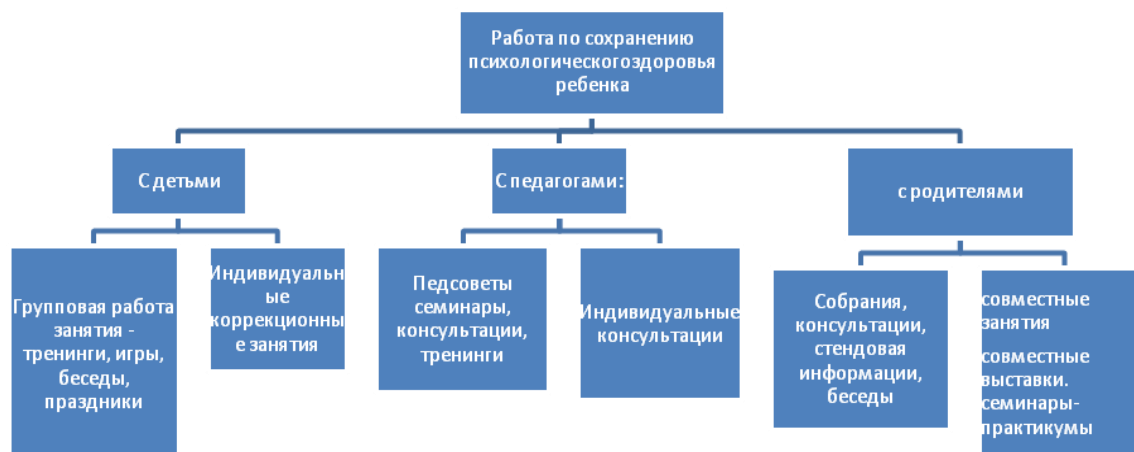 Работа по сохранению
психологическогоздоровья
ребенка
С детьми
С педагогами:
с родителями
Групповая работа
занятия -
тренинги, игры,
беседы,
праздники
Индивидуальн
ые
коррекционны
е занятия
Педсоветы
семинары,
консультации,
тренинги
Индивидуальные
консультации
Собрания,
консультации,
стендовая
информации,
беседы
совместные
занятия
совместные
выставки.
семинары-
практикумы